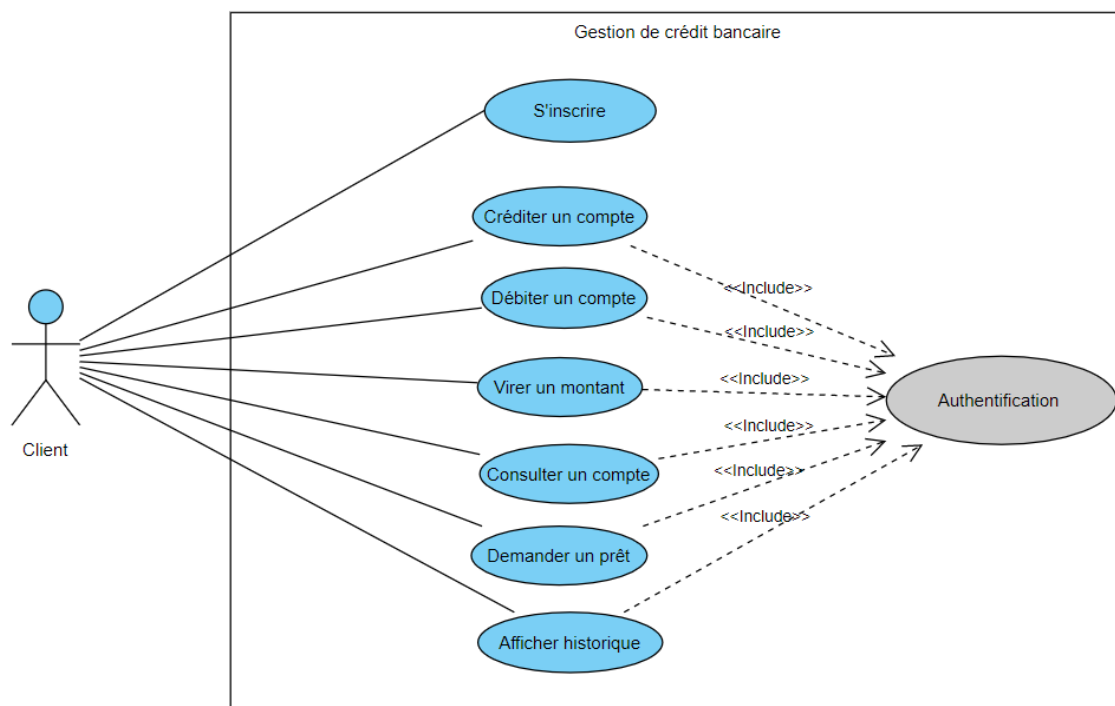 Gestion de crédit bancaire
S'inscrire
Créditer un compte
<<Include>>
Débiter un compte
<<Include>>
Virer un montant
<<Include>>
Authentification
Client
<<Include>>
Consulter un compte
<<Include>>
Demander un prêt
<<Include>>
Afficher historique